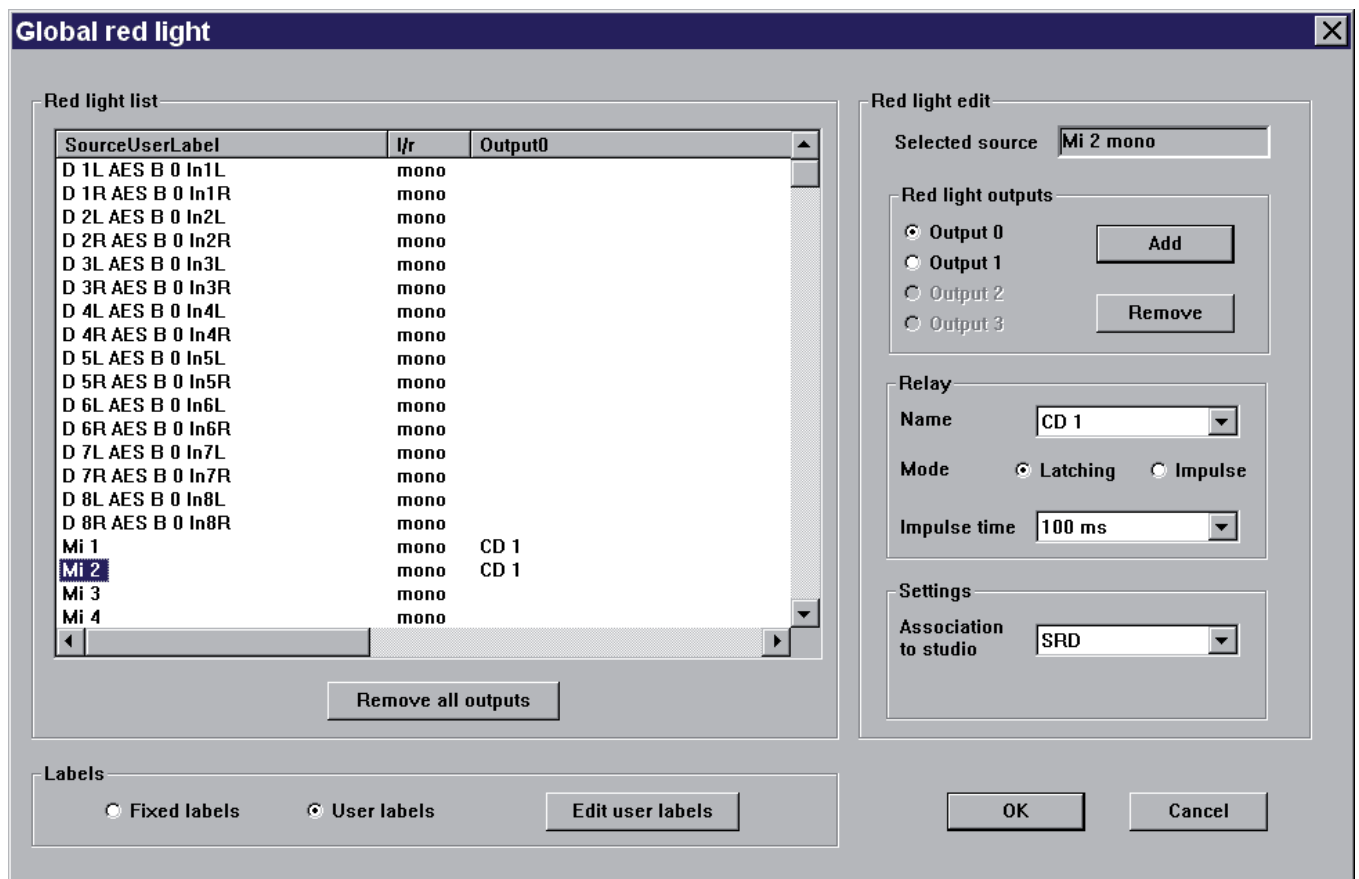 Global red light
Red light list
SourceUserLabel l/r Output0
D 1L AES B 0 In1L mono
D 1R AES B 0 In1R mono
D 2L AES B 0 In2L mono
D 2R AES B 0 In2R mono
D 3L AES B 0 In3L mono
D 3R AES B 0 In3R mono
D 4L AES B 0 In4L mono
D 4R AES B 0 In4R mono
D 5L AES B 0 In5L mono
D 5R AES B 0 In5R mono
D 6L AES B 0 In6L mono
D 6R AES B 0 In6R mono
D 7L AES B 0 In7L mono
D 7R AES B 0 In7R mono
D 8L AES B 0 In8L mono
D 8R AES B 0 In8R mono
Mi 1 mono CD 1
Mi 2 mono CD 1
Mi 3 mono
Mi 4 mono
Remove all outputs
Red light edit
Selected source Mi 2 mono
Red light outputs
Output 0
Output 1
Output 2
Output 3
Add
Remove
Relay
Name CD 1
Mode Latching Impulse
Impulse time 100 ms
Settings
Association
to studio SRD
Labels
Fixed labels User labels Edit user labels
OK Cancel